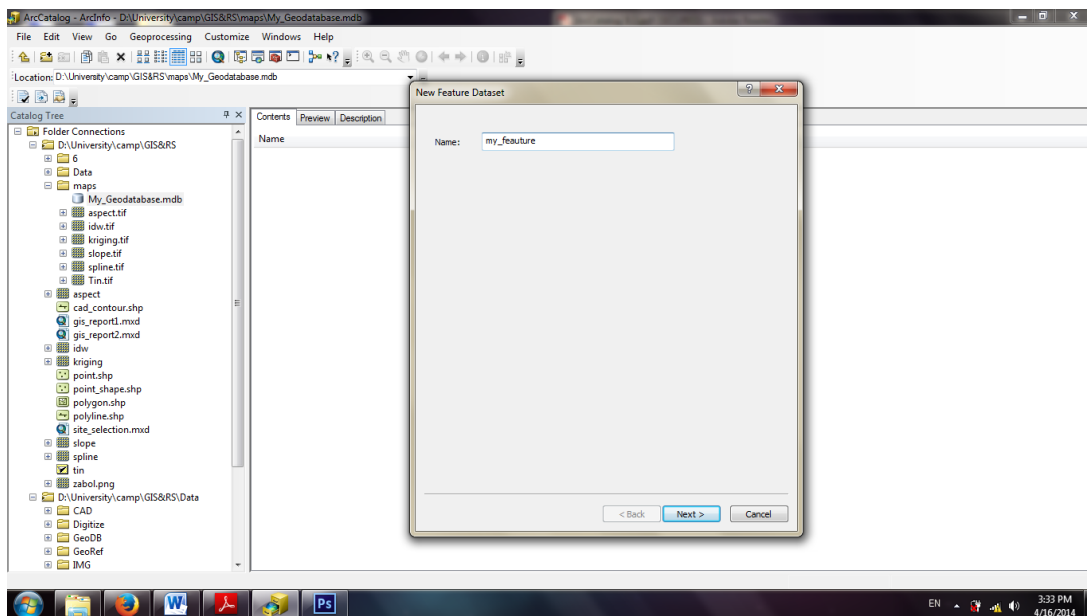 ArcCatalog - ArcInfo - D:\University\camp\GIS&RS\maps\My_Geodatabase.mdb
File Edit View Go Geoprocessing Customize Windows Help
Location: D:\University\camp\GIS&RS\maps\My_Geodatabase.mdb
Catalog Tree
Folder Connections
D:\University\camp\GIS&RS
6
Data
maps
My_Geodatabase.mdb
aspect.tif
idw.tif
kriging.tif
slope.tif
spline.tif
Tin.tif
aspect
cad_contour.shp
gis_report1.mxd
gis_report2.mxd
idw
kriging
point.shp
point_shape.shp
polygon.shp
polyline.shp
site_selection.mxd
slope
spline
tin
zabol.png
D:\University\camp\GIS&RS\Data
CAD
Digitize
GeoDB
GeoRef
IMG
Contents Preview Description
Name
New Feature Dataset
Name: my_feauture
< Back Next > Cancel
W Ps
EN 3:33 PM
4/16/2014